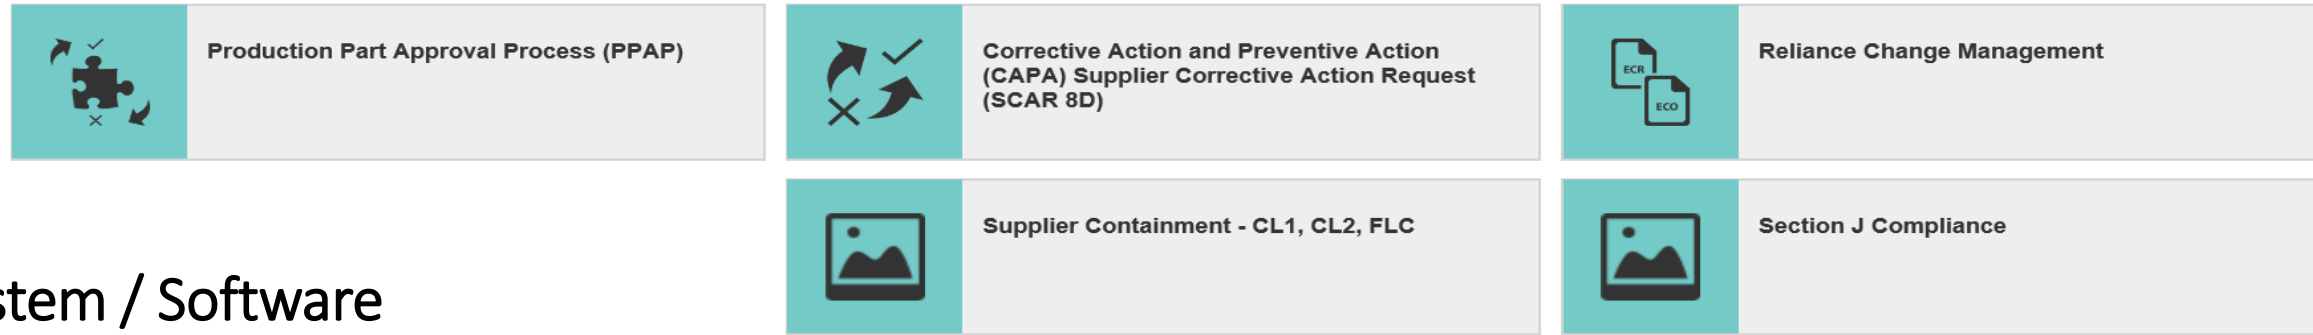 Production Part Approval Process (PPAP)
Corrective Action and Preventive Action
(CAPA) Supplier Corrective Action Request
(SCAR 8D)
ECR
ECO
Reliance Change Management
Supplier Containment - CL1, CL2, FLC
Section J Compliance
stem / Software